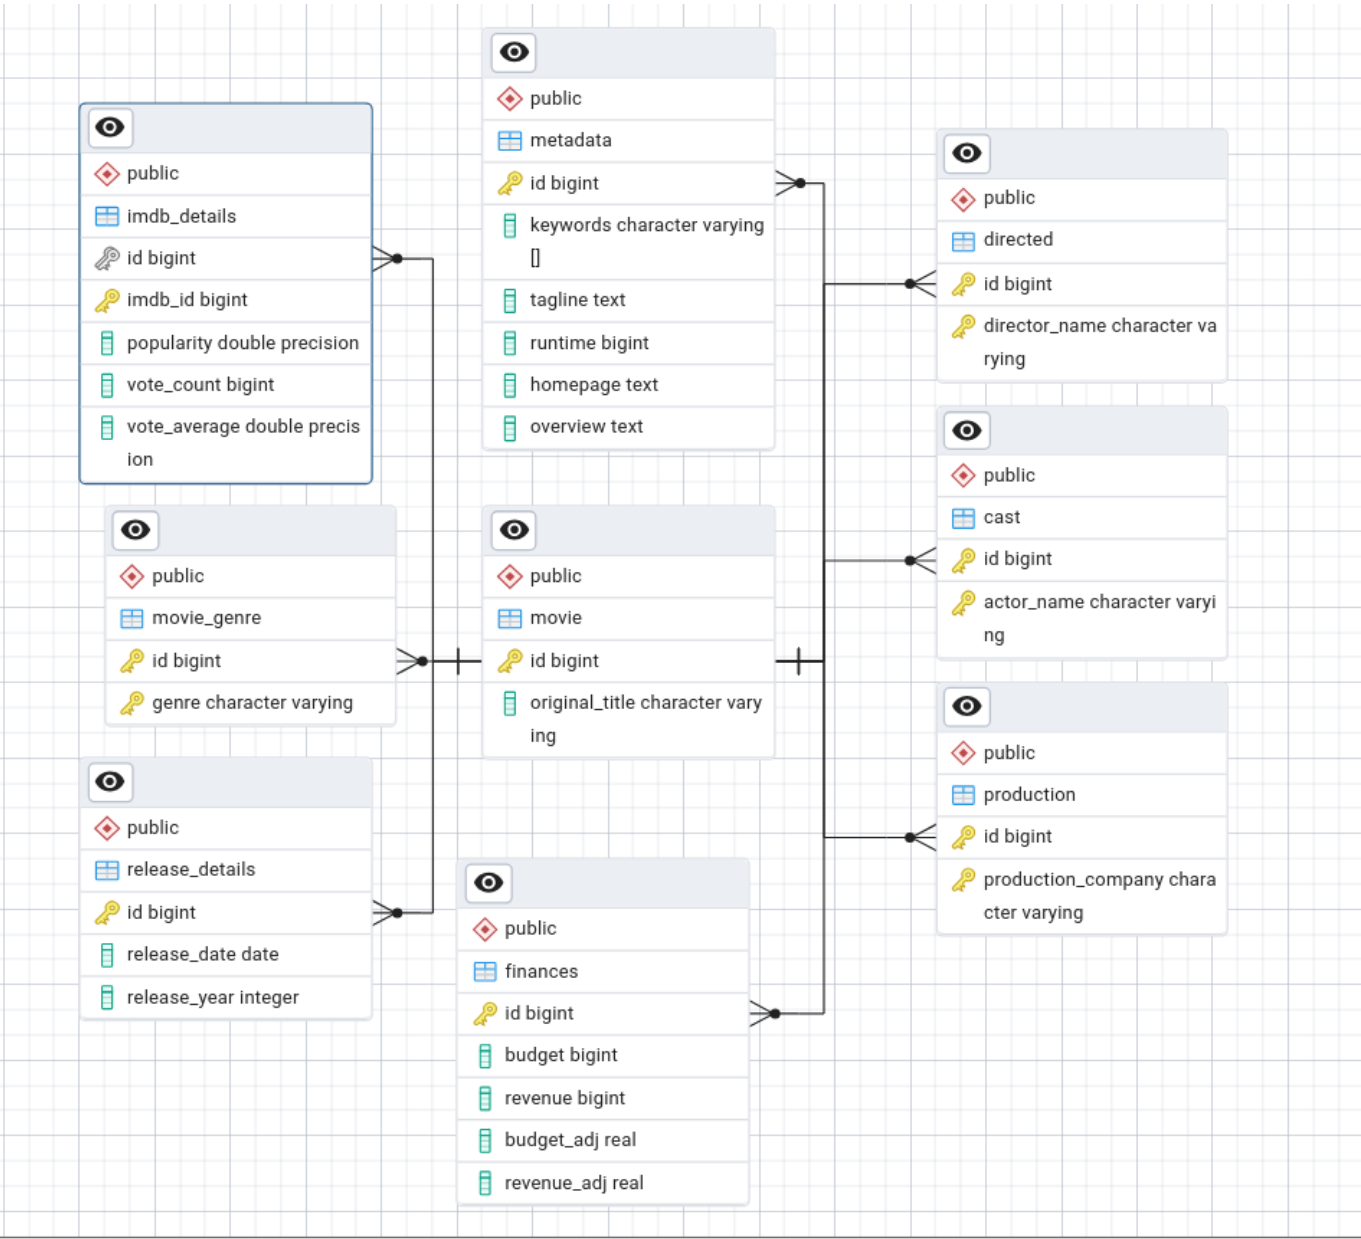 public
imdb_details
id bigint
imdb_id bigint
popularity double precision
vote_count bigint
vote_average double precis
ion
public
movie_genre
id bigint
genre character varying
public
release_details
id bigint
release_date date
release_year integer
public
metadata
id bigint
keywords character varying
[]
tagline text
runtime bigint
homepage text
overview text
public
movie
id bigint
original_title character vary
ing
public
finances
id bigint
budget bigint
revenue bigint
budget_adj real
revenue_adj real
public
directed
id bigint
director_name character va
rying
public
cast
id bigint
actor_name character varyi
ng
public
production
id bigint
production_company chara
cter varying